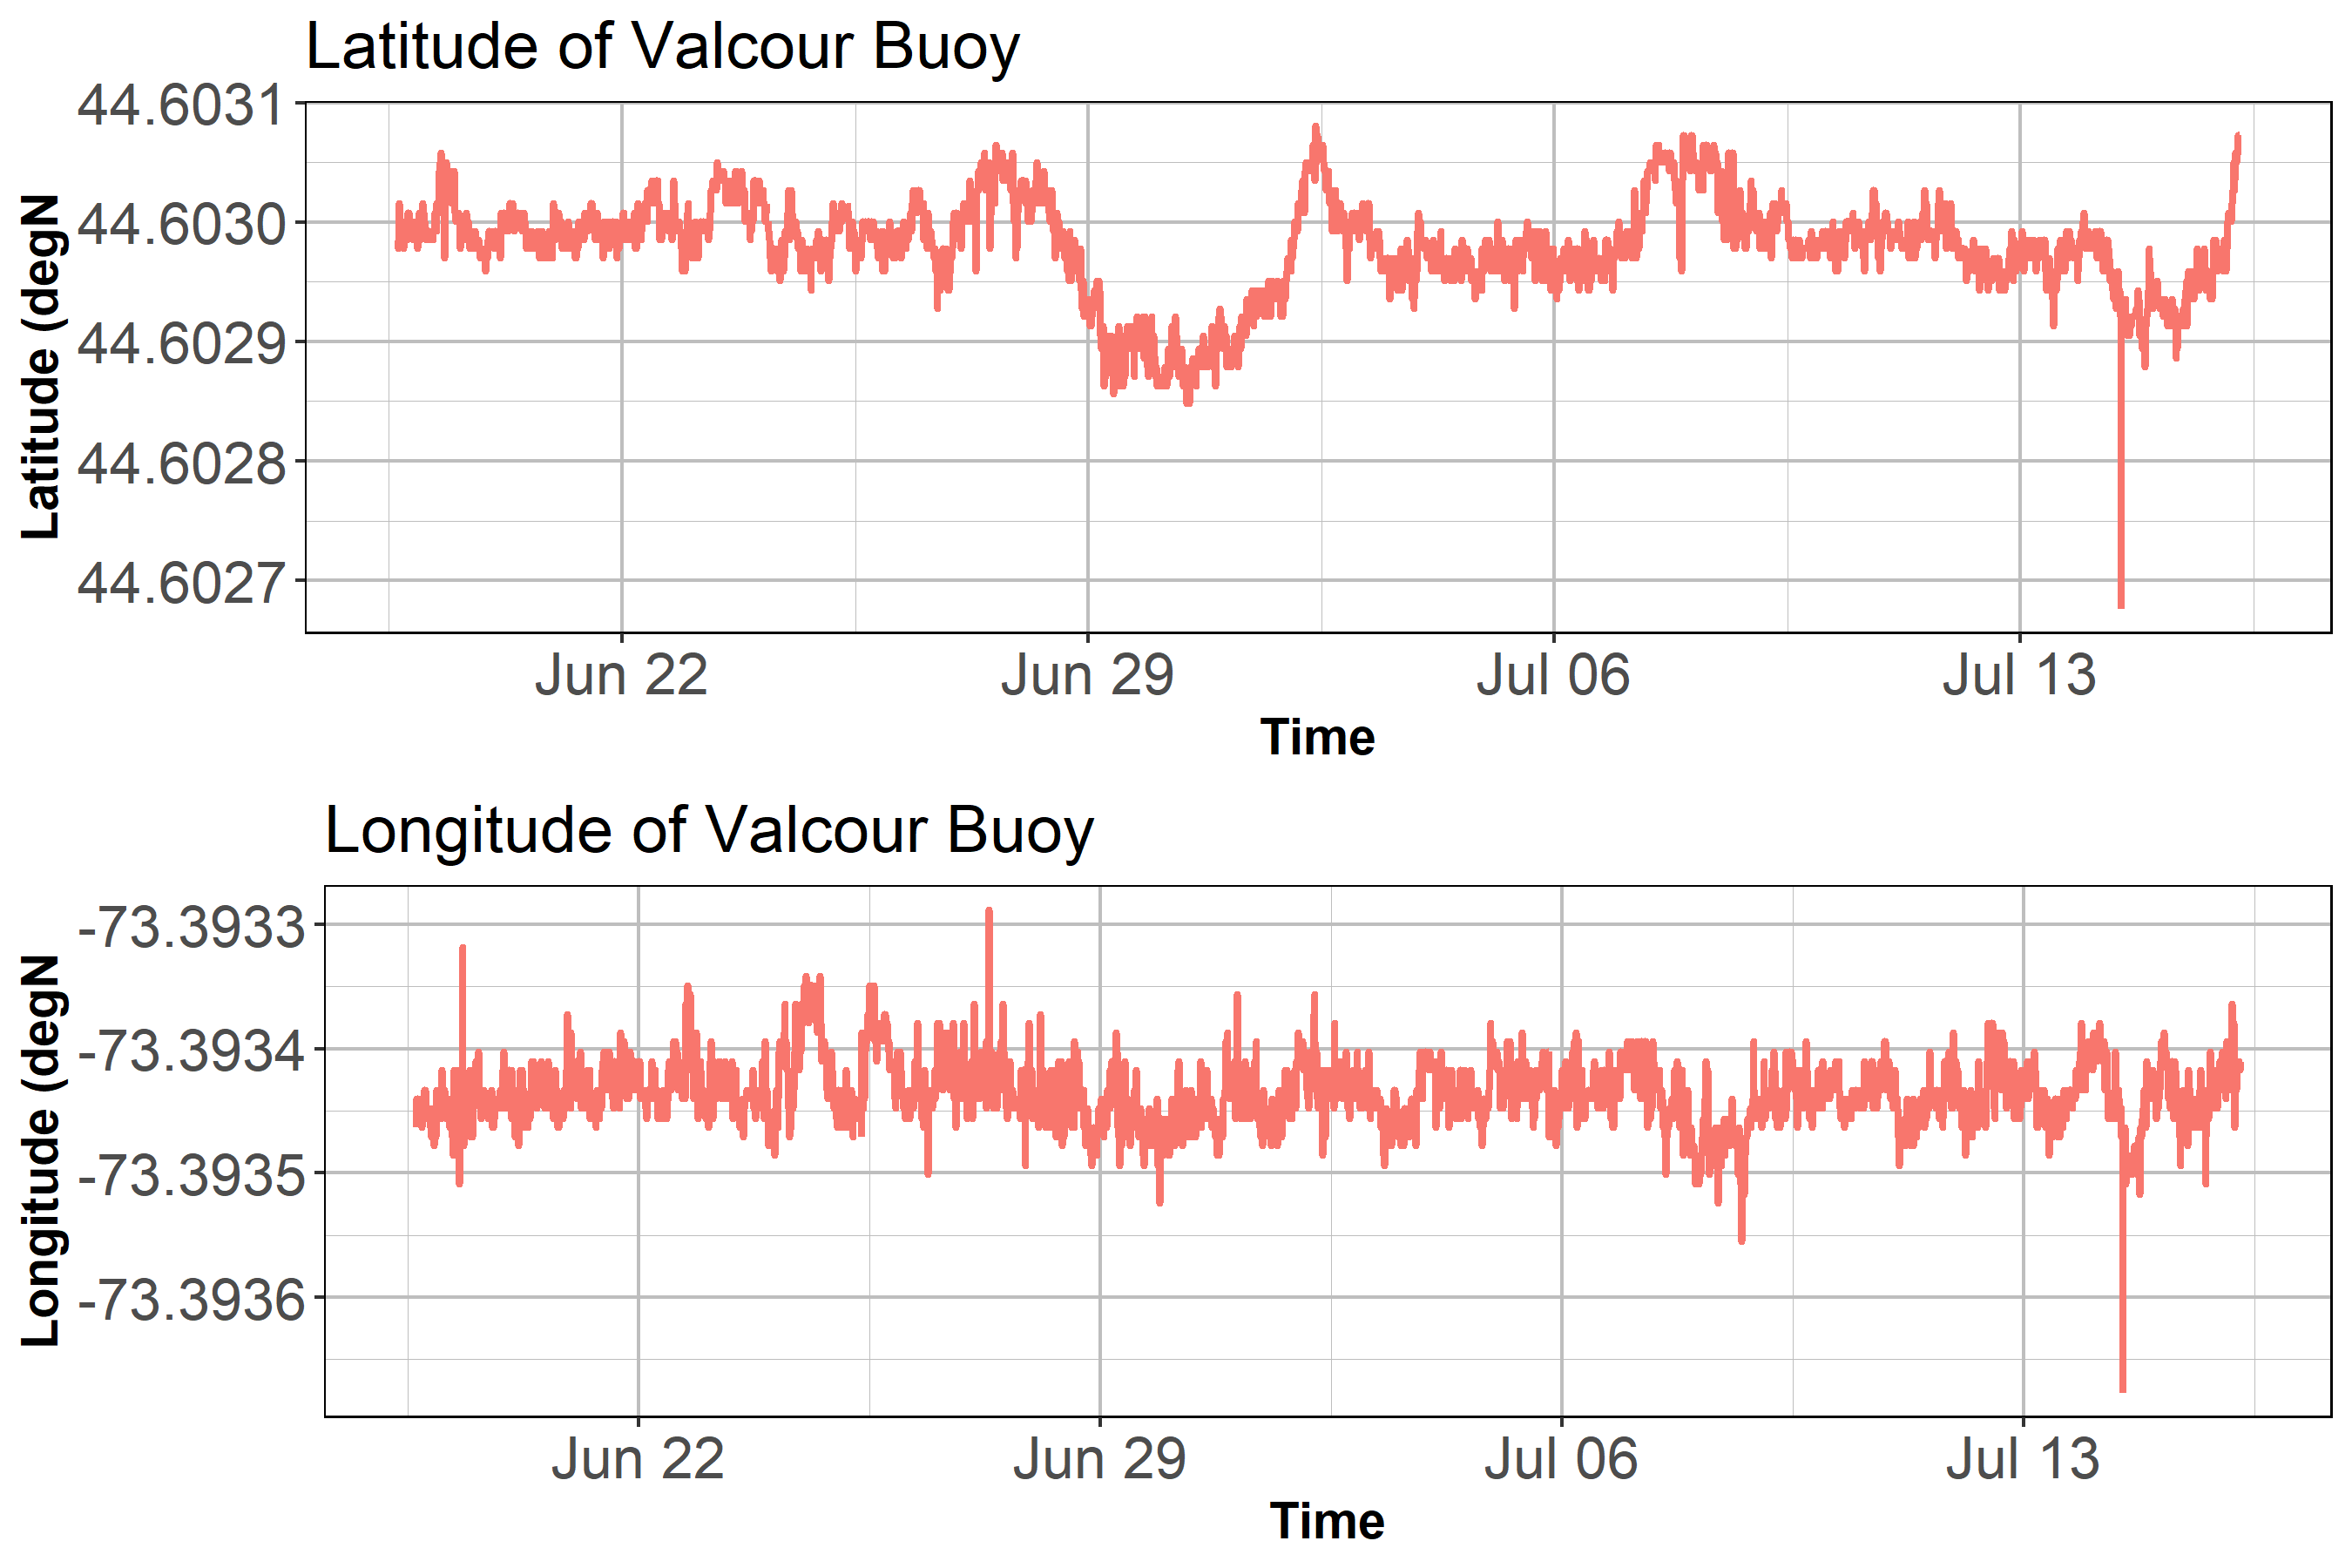 Latitude of Valcour Buoy
44.6031
44.6030
44.6029
44.6028
44.6027
Latitude (degN
Jun 22
Jun 29
Jul 06
Jul 13
Time
Longitude of Valcour Buoy
-73.3933
-73.3934
-73.3935
-73.3936
Longitude (degN
Jun 22
Jun 29
Jul 06
Jul 13
Time